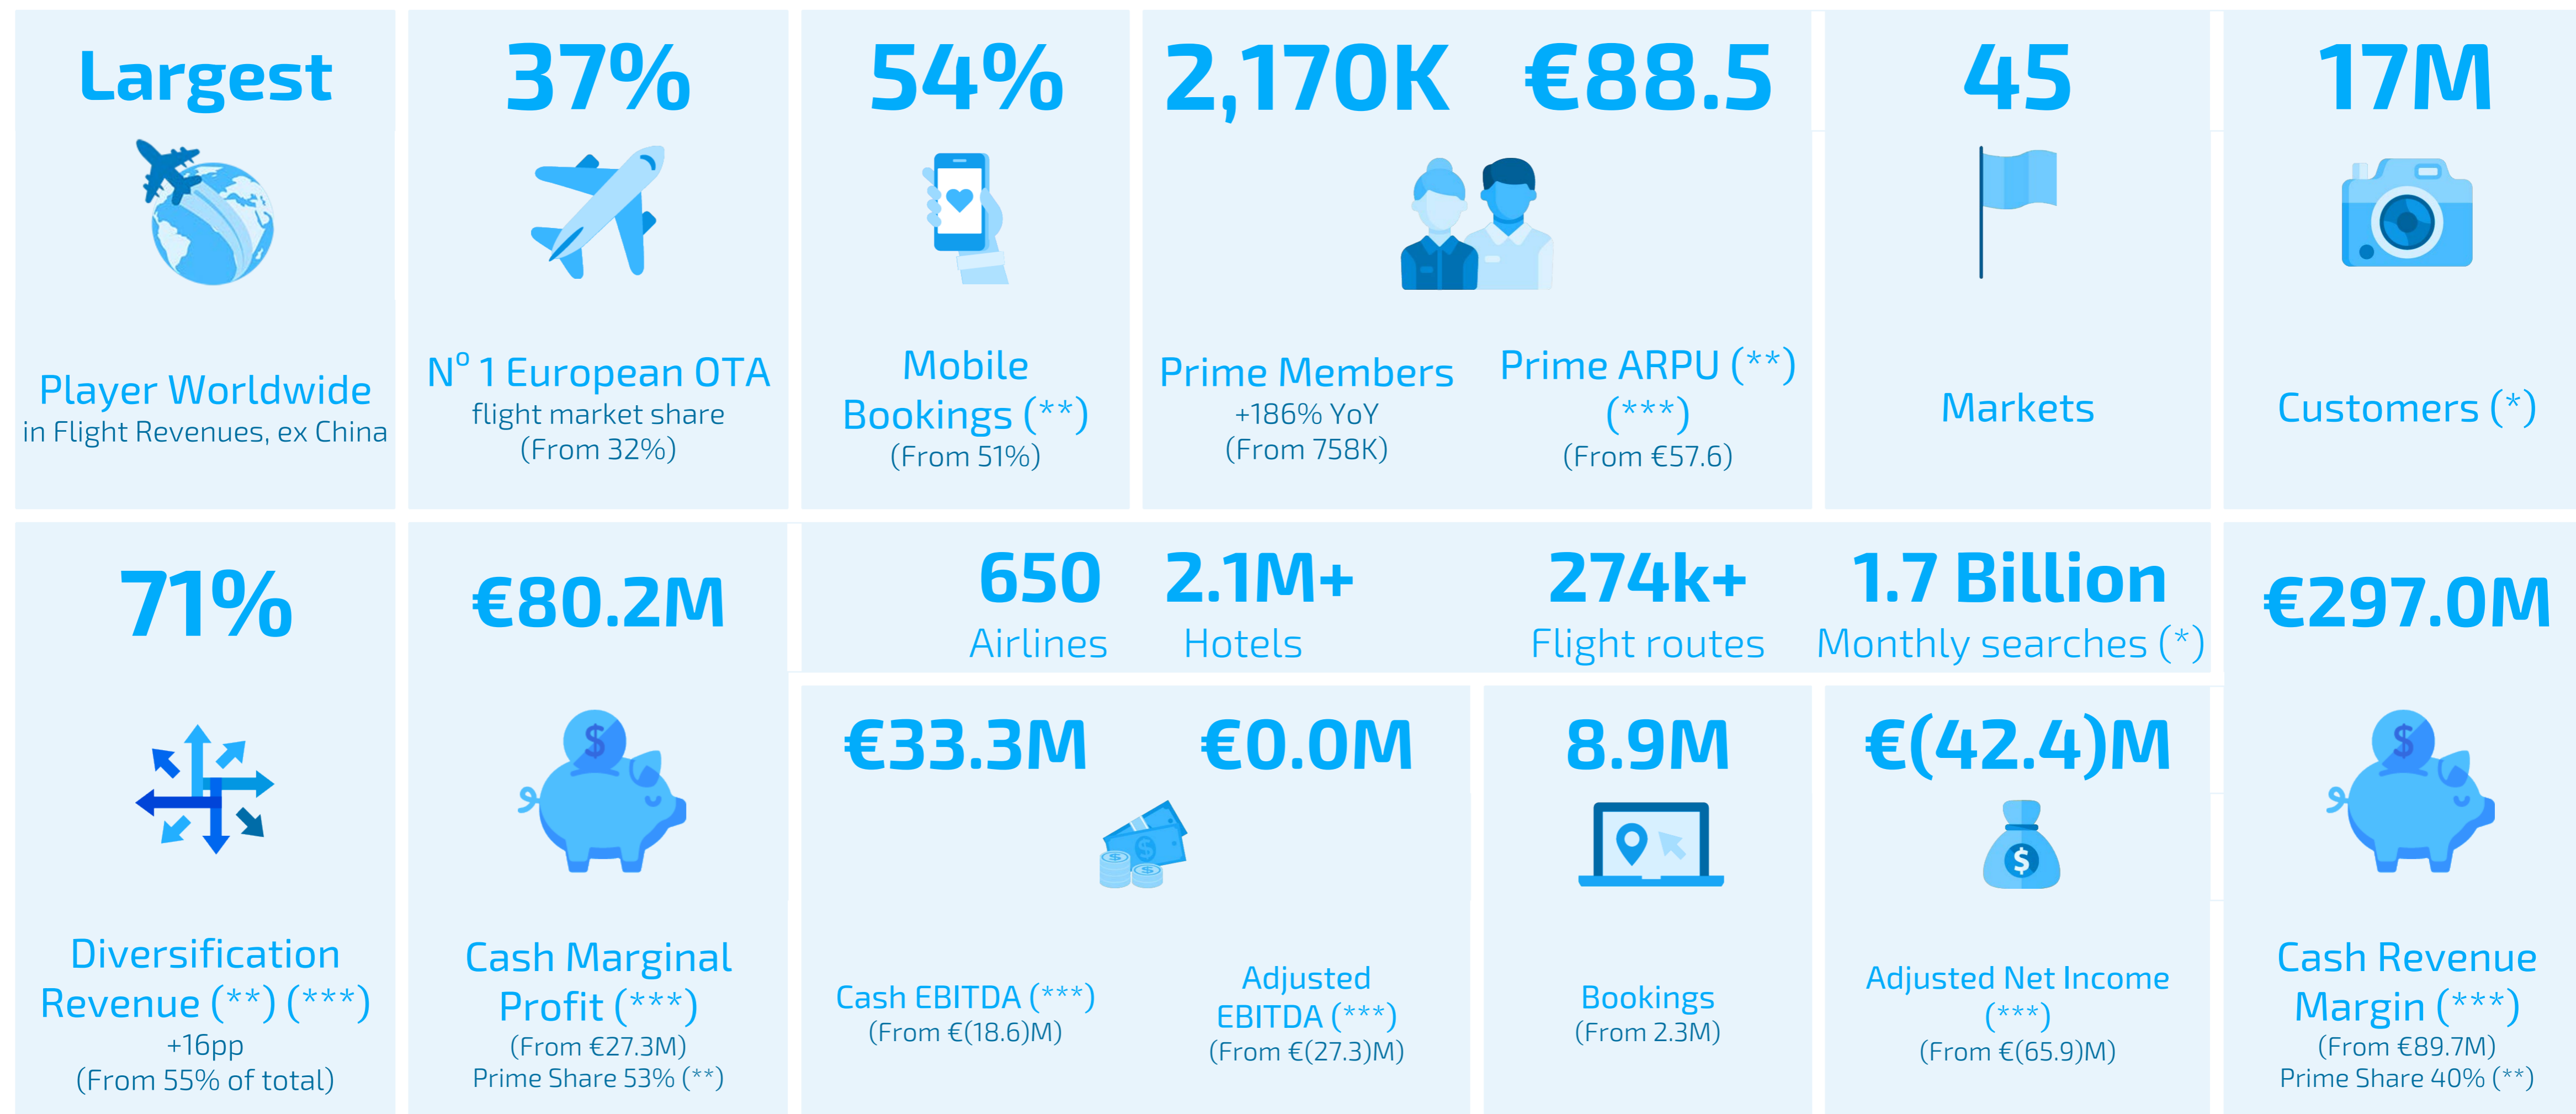 Largest
Player Worldwide
in Flight Revenues, ex China
37%
Nº 1 European OTA
flight market share
(From 32%)
54%
Mobile
Bookings (**)
(From 51%)
2,170K
Prime Members
+186% YoY
(From 758K)
€88.5
Prime ARPU (**)
(***)
(From €57.6)
45
Markets
17M
Customers (*)
71%
Diversification
Revenue (**) (***)
+16pp
(From 55% of total)
€80.2M
$
Cash Marginal
Profit (***)
(From €27.3M)
Prime Share 53% (**)
650
Airlines
2.1M+
Hotels
274k+
Flight routes
1.7 Billion
Monthly searches (*)
€33.3M
Cash EBITDA (***)
(From €(18.6)M)
€0.0M
$
$
$
Adjusted
EBITDA (***)
(From €(27.3)M)
8.9M
Bookings
(From 2.3M)
€(42.4)M
$
Adjusted Net Income
(***)
(From €(65.9)M)
€297.0M
$
Cash Revenue
Margin (***)
(From €89.7M)
Prime Share 40% (**)